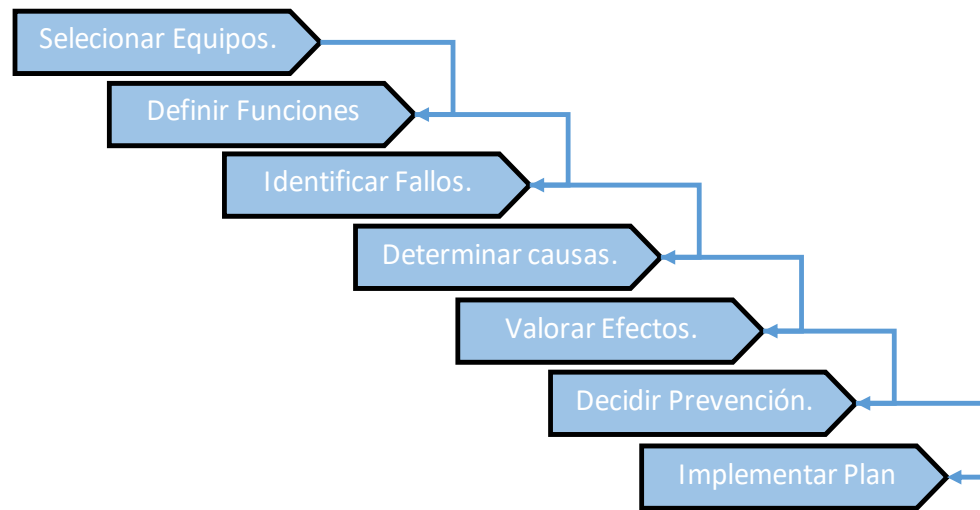 Selecionar Equipos.
Definir Funciones
Identificar Fallos.
Determinar causas.
Valorar Efectos.
Decidir Prevención.
Implementar Plan